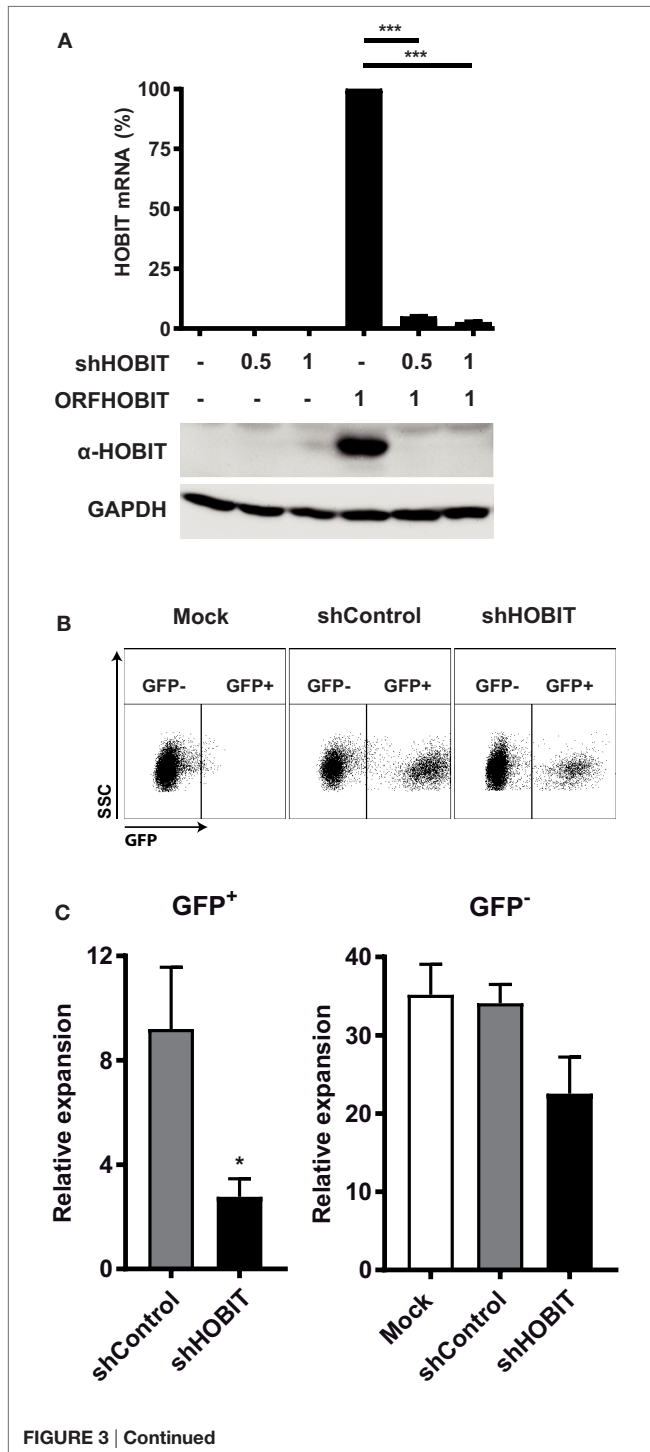 A
***
***
HOBIT mRNA (%)
100
75
50
25
0
shHOBIT - 0.5 1 - 0.5 1
ORFHOBIT - - - 1 1 1
α-HOBIT
GAPDH
B
Mock shControl shHOBIT
GFP- GFP+ GFP- GFP+ GFP- GFP+
SSC
GFP
C
GFP+
Relative expansion
12
8
4
0
*
shControl
shHOBIT
GFP-
Relative expansion
40
30
20
10
0
Mock
shControl
shHOBIT
FIGURE 3 | Continued